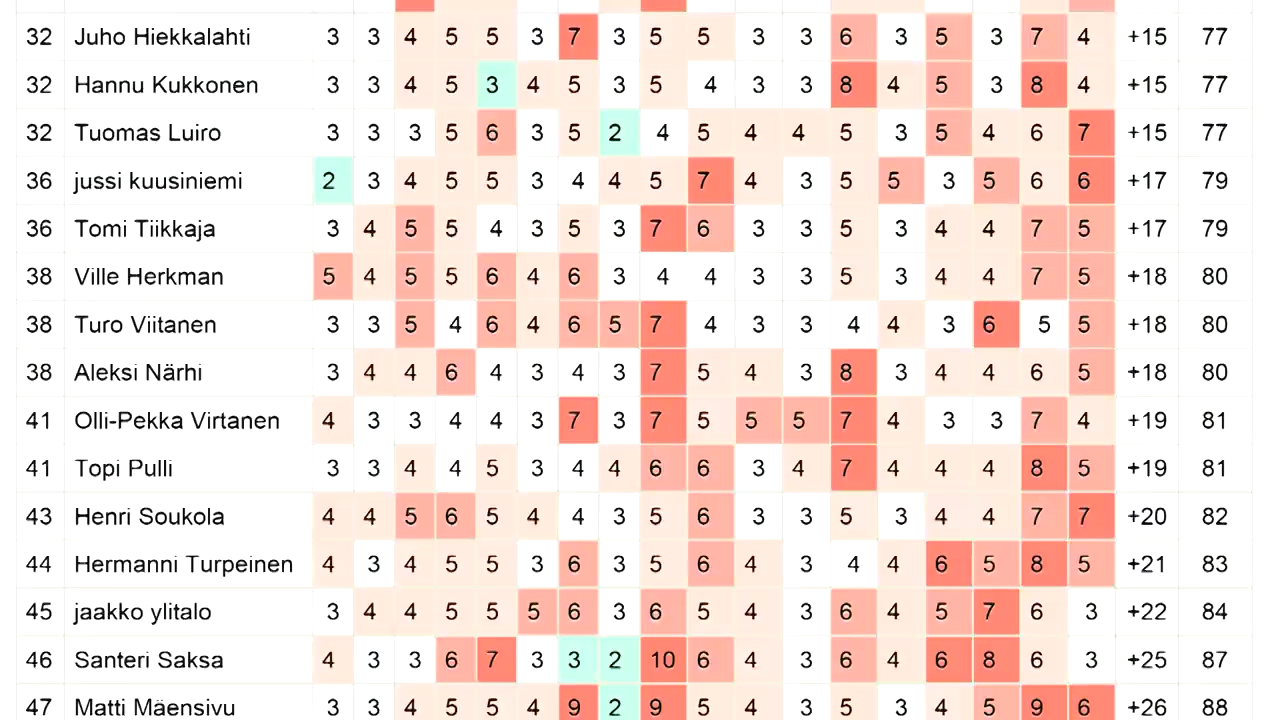 32 Juho Hiekkalahti 3 3 4 5 5 3 7 3 5 5 3 3 6 3 5 3 7 4 +15 77
32 Hannu Kukkonen 3 3 4 5 3 4 5 3 5 4 3 3 8 4 5 3 8 4 +15 77
32 Tuomas Luiro 3 3 3 5 6 3 5 2 4 5 4 4 5 3 5 4 6 7 +15 77
36 jussi kuusiniemi 2 3 4 5 5 3 4 4 5 7 4 3 5 5 3 5 6 6 +17 79
36 Tomi Tiikkaja 3 4 5 5 4 3 5 3 7 6 3 3 5 3 4 4 7 5 +17 79
38 Ville Herkman 5 4 5 5 6 4 6 3 4 4 3 3 5 3 4 4 7 5 +18 80
38 Turo Viitanen 3 3 5 4 6 4 6 5 7 4 3 3 4 4 3 6 5 5 +18 80
38 Aleksi Närhi 3 4 4 6 4 3 4 3 7 5 4 3 8 3 4 4 6 5 +18 80
41 Olli-Pekka Virtanen 4 3 3 4 4 3 7 3 7 5 5 5 7 4 3 3 7 4 +19 81
41 Topi Pulli 3 3 4 4 5 3 4 4 6 6 3 4 7 4 4 4 8 5 +19 81
43 Henri Soukola 4 4 5 6 5 4 4 3 5 6 3 3 5 3 4 4 7 7 +20 82
44 Hermanni Turpeinen 4 3 4 5 5 3 6 3 5 6 4 3 4 4 6 5 8 5 +21 83
45 jaakko ylitalo 3 4 4 5 5 5 6 3 6 5 4 3 6 4 5 7 6 3 +22 84
46 Santeri Saksa 4 3 3 6 7 3 3 2 10 6 4 3 6 4 6 8 6 3 +25 87
47 Matti Mäensivu 3 3 4 5 5 4 9 2 9 5 4 3 5 3 4 5 9 6 +26 88